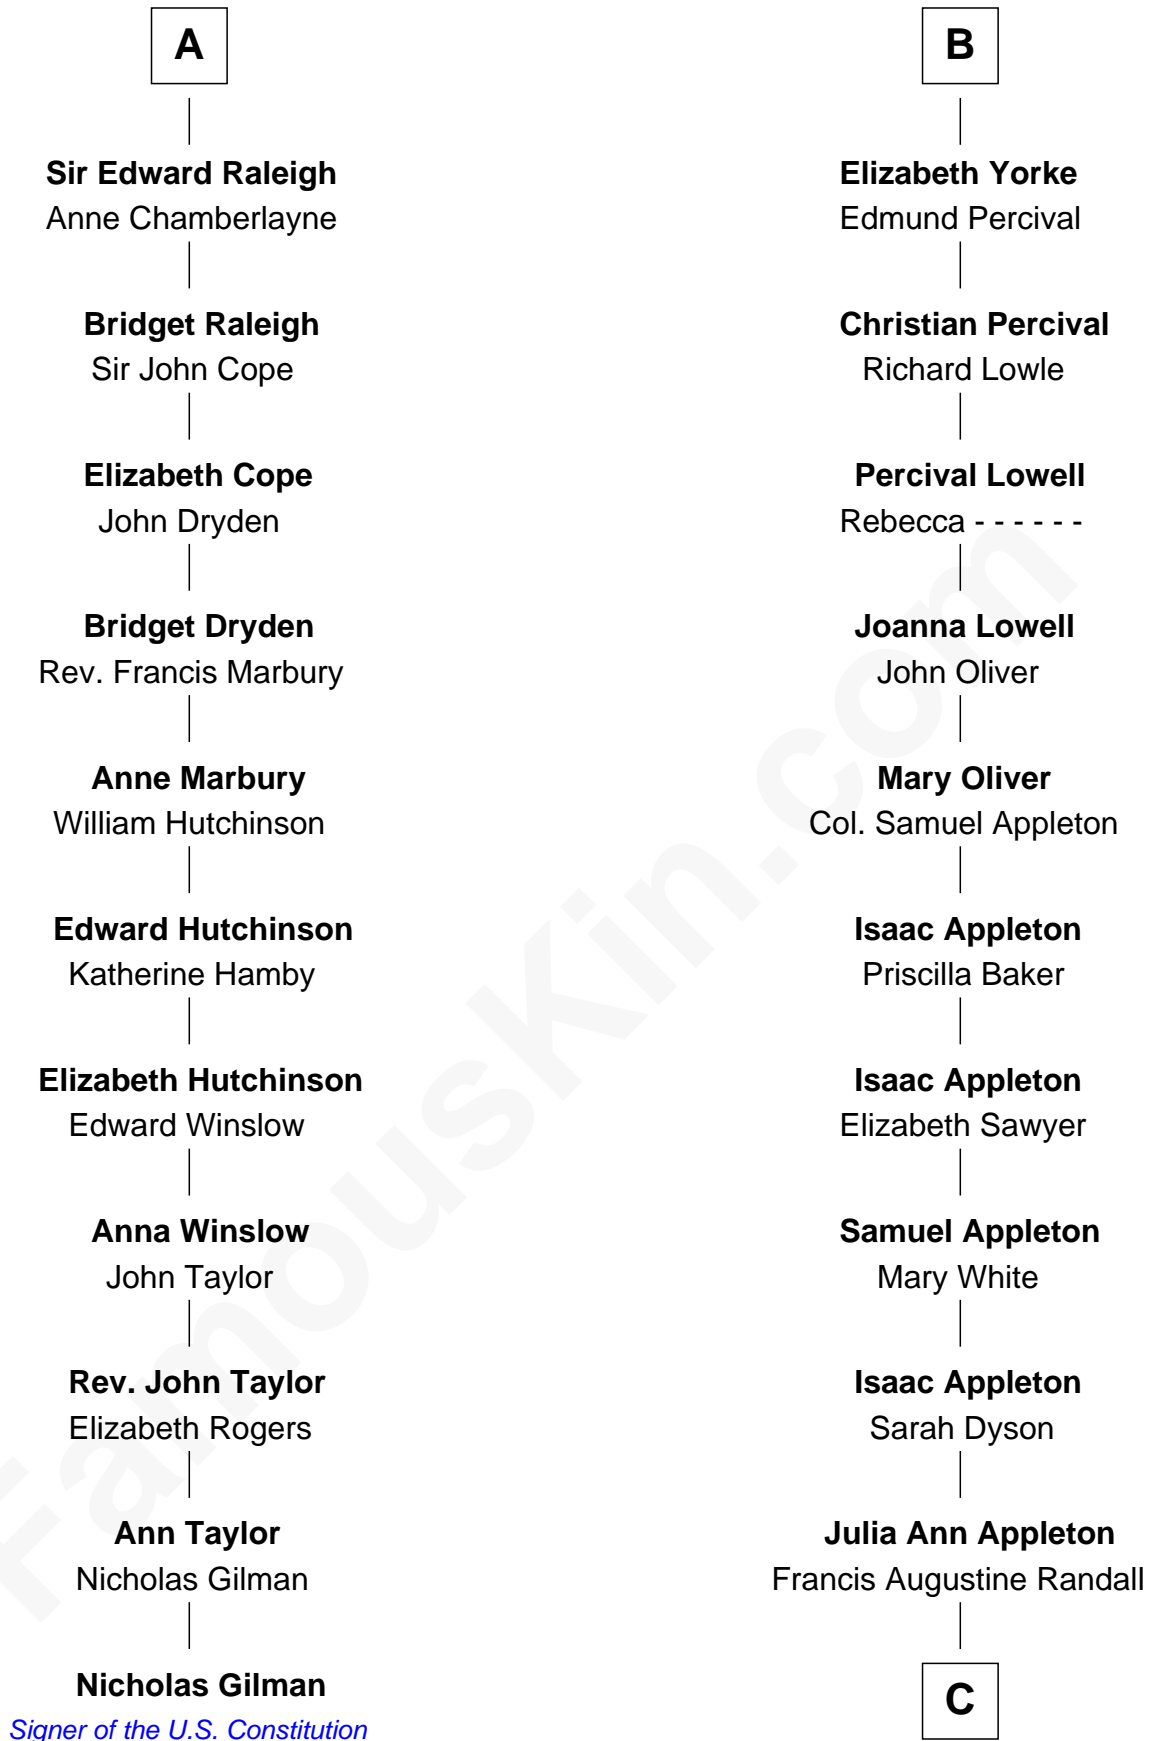 A
Sir Edward Raleigh
Anne Chamberlayne
Bridget Raleigh
Sir John Cope
Elizabeth Cope
John Dryden
Bridget Dryden
Rev. Francis Marbury
Anne Marbury
William Hutchinson
Edward Hutchinson
Katherine Hamby
Elizabeth Hutchinson
Edward Winslow
Anna Winslow
John Taylor
Rev. John Taylor
Elizabeth Rogers
Ann Taylor
Nicholas Gilman
Nicholas Gilman
Signer of the U.S. Constitution
B
Elizabeth Yorke
Edmund Percival
Christian Percival
Richard Lowle
Percival Lowell
Rebecca - - - - - -
Joanna Lowell
John Oliver
Mary Oliver
Col. Samuel Appleton
Isaac Appleton
Priscilla Baker
Isaac Appleton
Elizabeth Sawyer
Samuel Appleton
Mary White
Isaac Appleton
Sarah Dyson
Julia Ann Appleton
Francis Augustine Randall
C
FamousKin.com